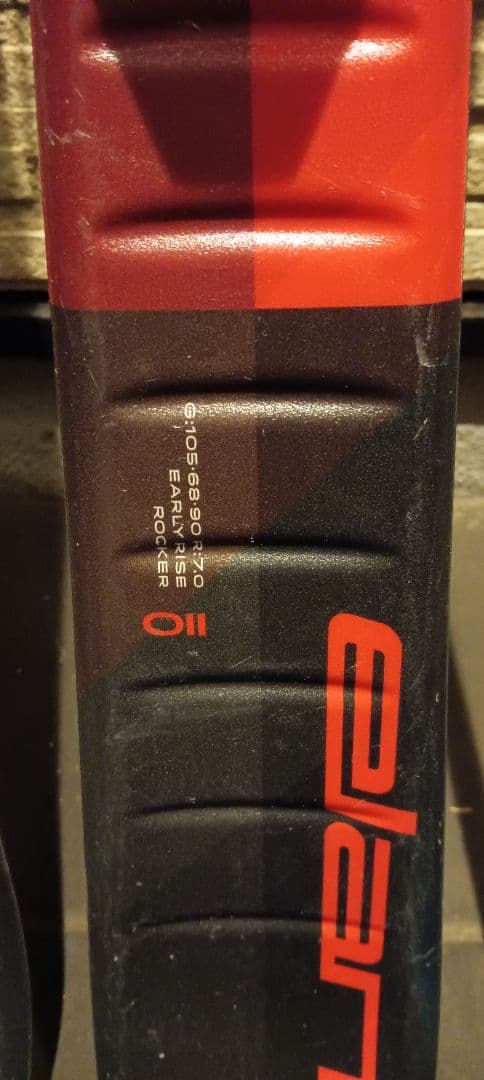 G:105·68·90 R:7.0
EARLY RISE
ROCKER
elan